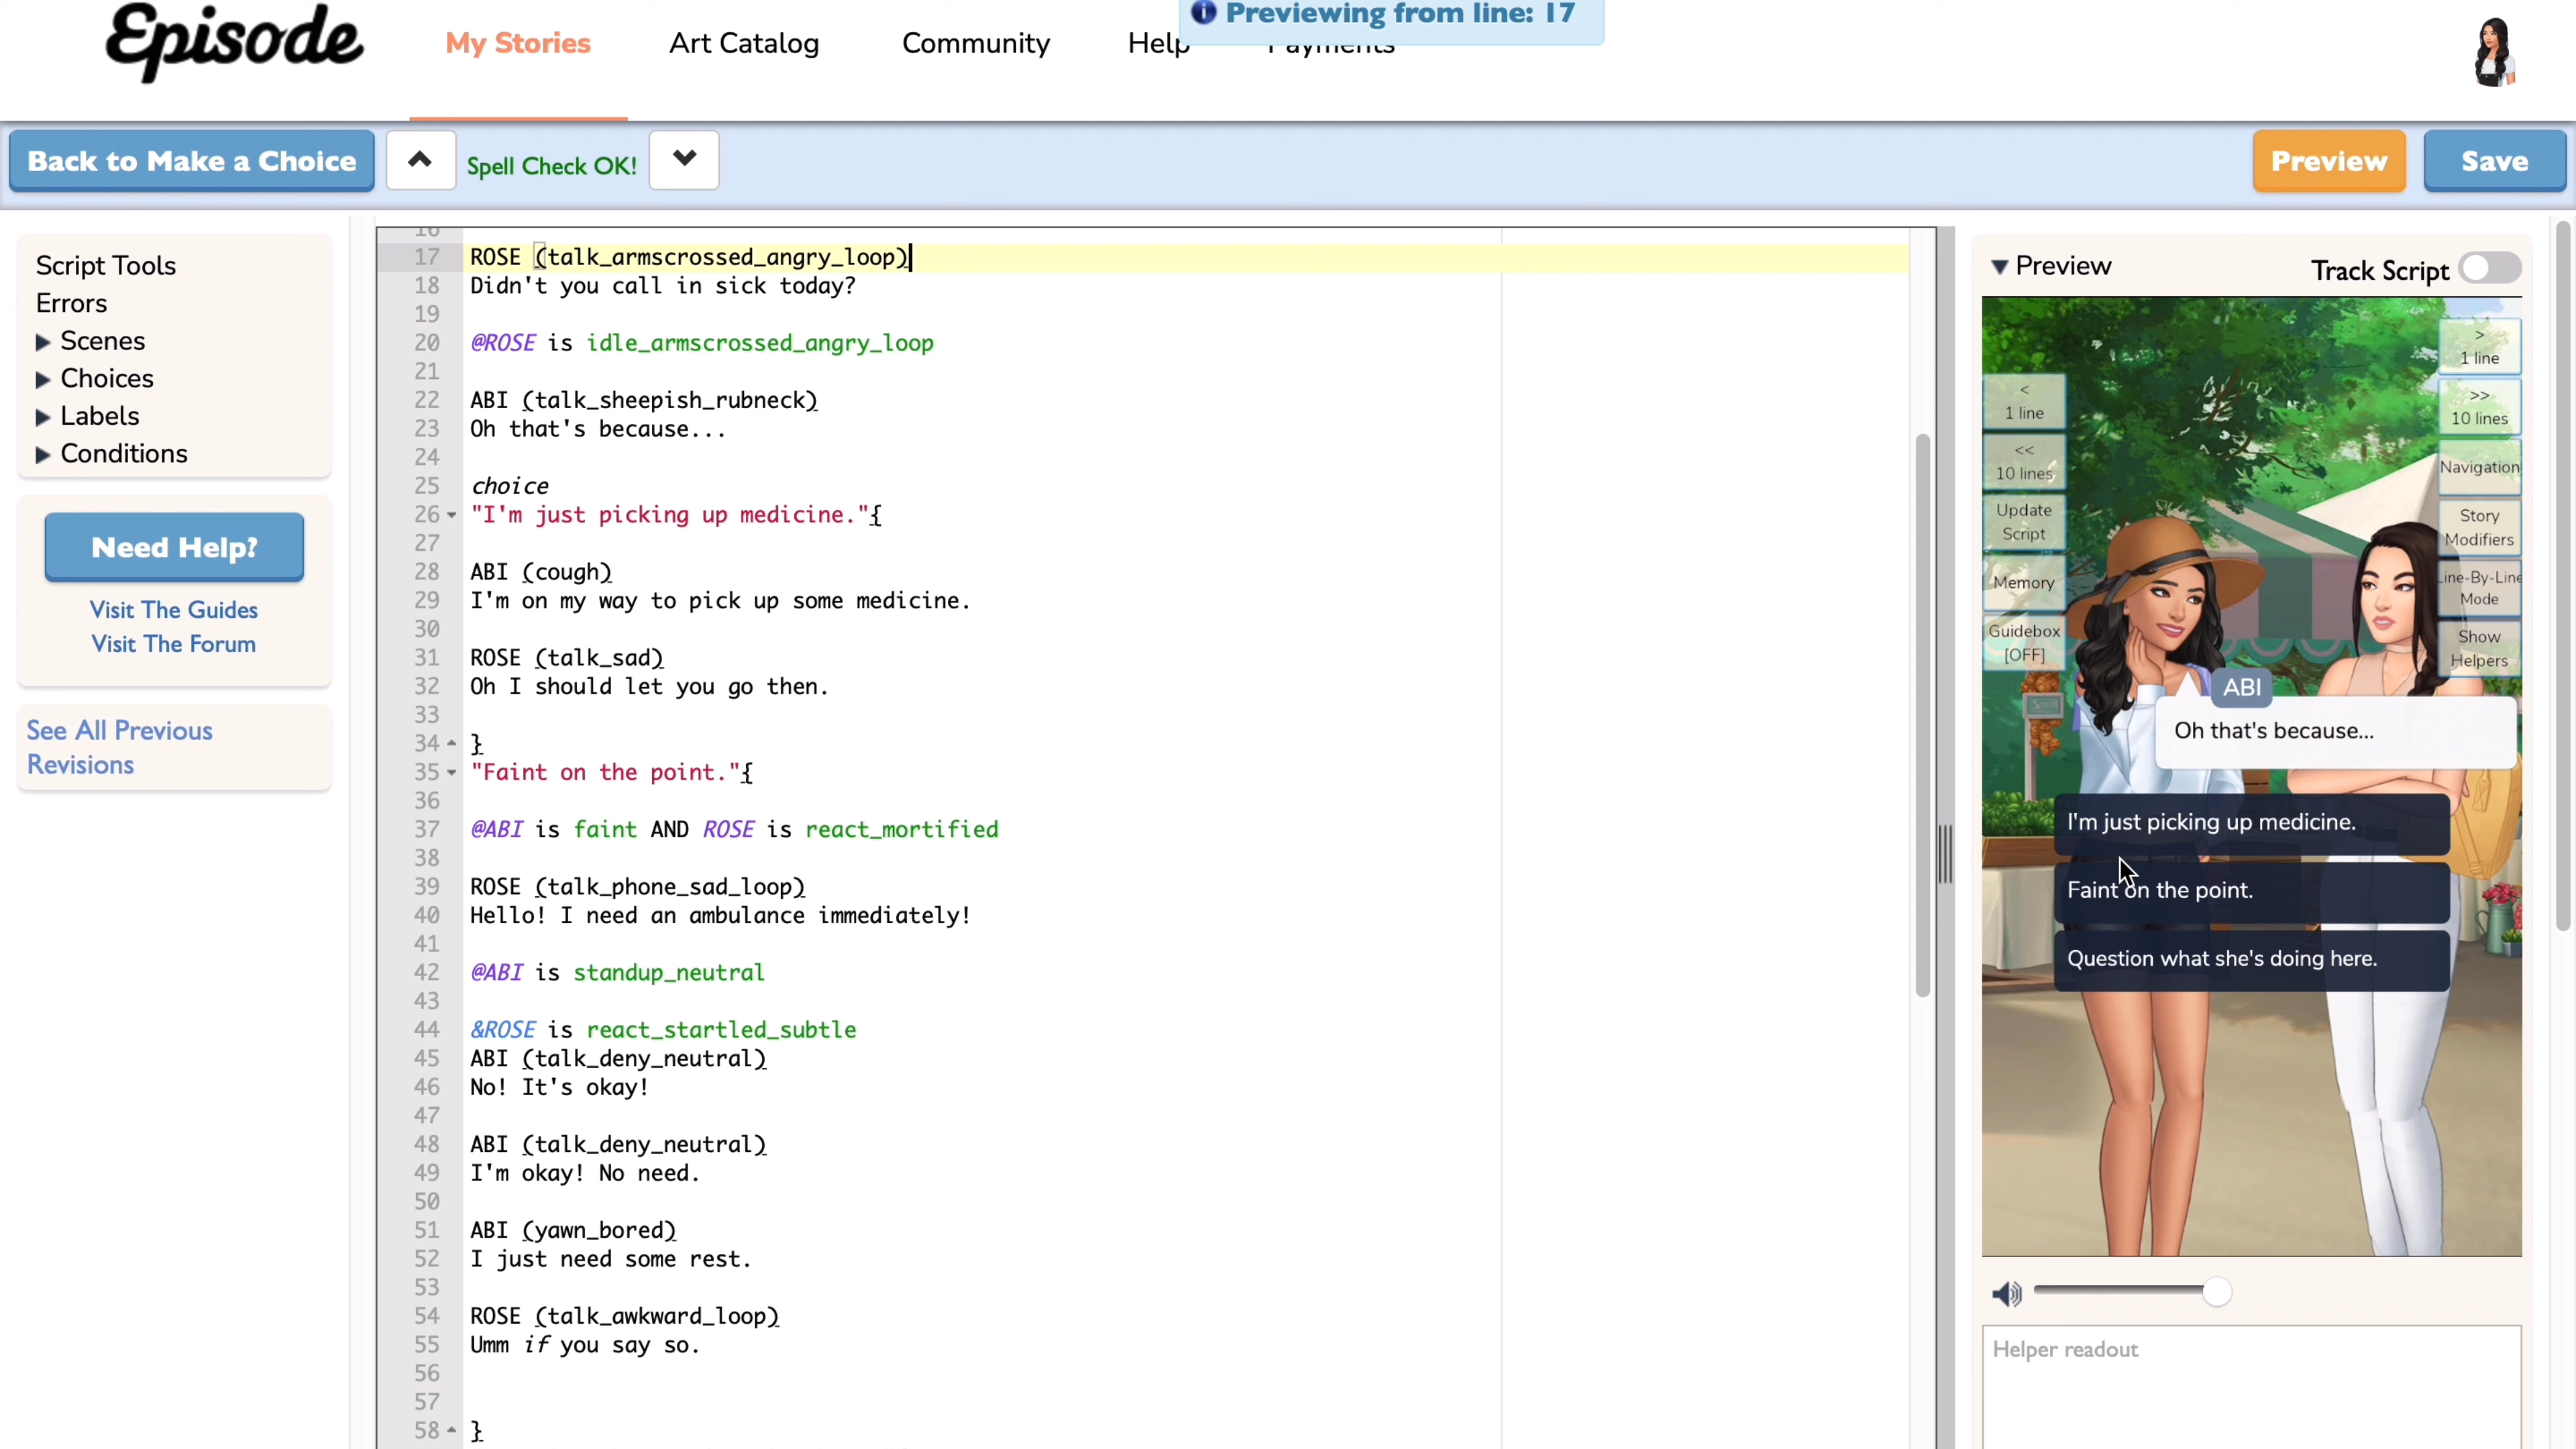 Episode
My Stories
Art Catalog
Community
Help
Payments
Previewing from line: 17
Back to Make a Choice
Spell Check OK!
Preview
Save
Script Tools
Errors
Scenes
Choices
Labels
Conditions
Need Help?
Visit The Guides
Visit The Forum
See All Previous
Revisions
16
17 ROSE (talk_armscrossed_angry_loop)
18 Didn't you call in sick today?
19
20 @ROSE is idle_armscrossed_angry_loop
21
22 ABI (talk_sheepish_rubneck)
23 Oh that's because...
24
25 choice
26 "I'm just picking up medicine."{
27
28 ABI (cough)
29 I'm on my way to pick up some medicine.
30
31 ROSE (talk_sad)
32 Oh I should let you go then.
33
34 }
35 "Faint on the point."{
36
37 @ABI is faint AND ROSE is react_mortified
38
39 ROSE (talk_phone_sad_loop)
40 Hello! I need an ambulance immediately!
41
42 @ABI is standup_neutral
43
44 &ROSE is react_startled_subtle
45 ABI (talk_deny_neutral)
46 No! It's okay!
47
48 ABI (talk_deny_neutral)
49 I'm okay! No need.
50
51 ABI (yawn_bored)
52 I just need some rest.
53
54 ROSE (talk_awkward_loop)
55 Umm if you say so.
56
57
58 }
Preview
Track Script
<
1 line
<<
10 lines
Update
Script
Memory
Guidebox
[OFF]
>
1 line
>>
10 lines
Navigation
Story
Modifiers
Line-By-Line
Mode
Show
Helpers
ABI
Oh that's because...
I'm just picking up medicine.
Faint on the point.
Question what she's doing here.
Helper readout